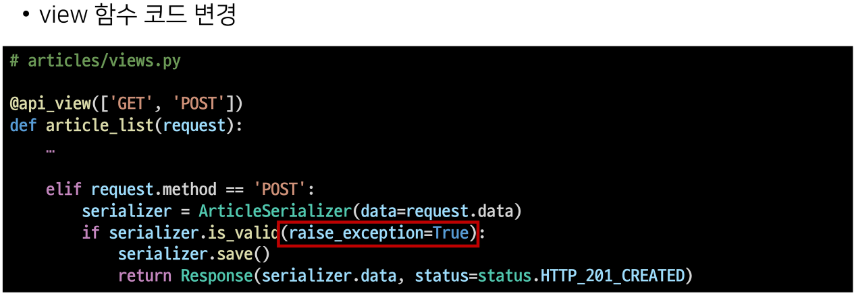 • view 함수 코드 변경
# articles/views.py
@api_view(['GET', 'POST'])
def article_list(request):
    …
    elif request.method == 'POST':
        serializer = ArticleSerializer(data=request.data)
        if serializer.is_valid(raise_exception=True):
            serializer.save()
            return Response(serializer.data, status=status.HTTP_201_CREATED)